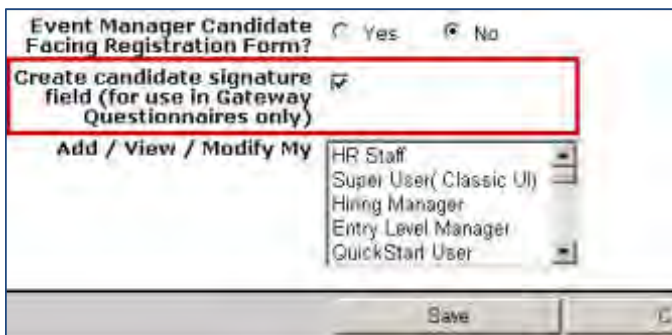 Event Manager Candidate
Facing Registration Form?
Yes No
Create candidate signature
field (for use in Gateway
Questionnaires only)
Add / View / Modify My
HR Staff
Super User( Classic UI)
Hiring Manager
Entry Level Manager
QuickStart User
Save